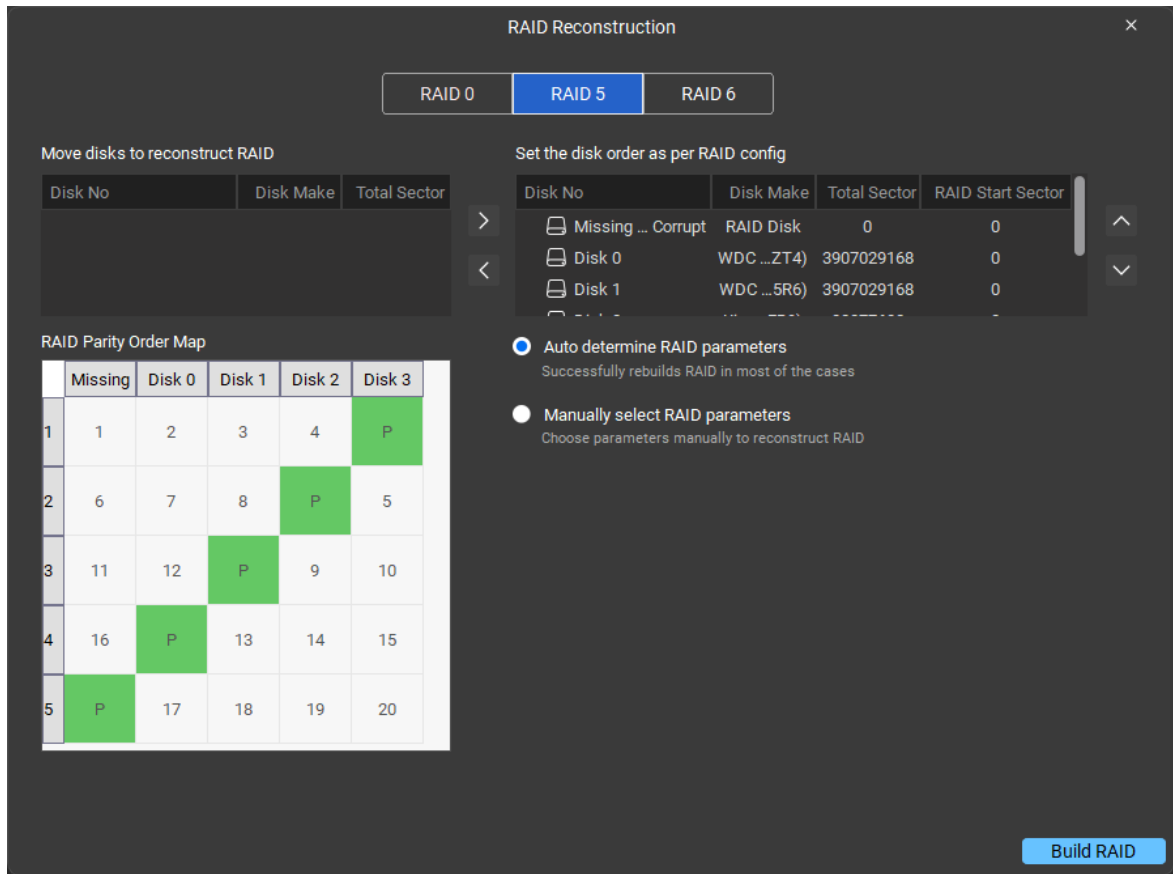 RAID Reconstruction ×
RAID 0 RAID 5 RAID 6
Move disks to reconstruct RAID
Disk No Disk Make Total Sector
Set the disk order as per RAID config
Disk No Disk Make Total Sector RAID Start Sector
Missing ... Corrupt RAID Disk 0 0
Disk 0 WDC ...ZT4) 3907029168 0
Disk 1 WDC ...5R6) 3907029168 0
RAID Parity Order Map
Missing Disk 0 Disk 1 Disk 2 Disk 3
1 1 2 3 4 P
2 6 7 8 P 5
3 11 12 P 9 10
4 16 P 13 14 15
5 P 17 18 19 20
Auto determine RAID parameters
Successfully rebuilds RAID in most of the cases
Manually select RAID parameters
Choose parameters manually to reconstruct RAID
Build RAID